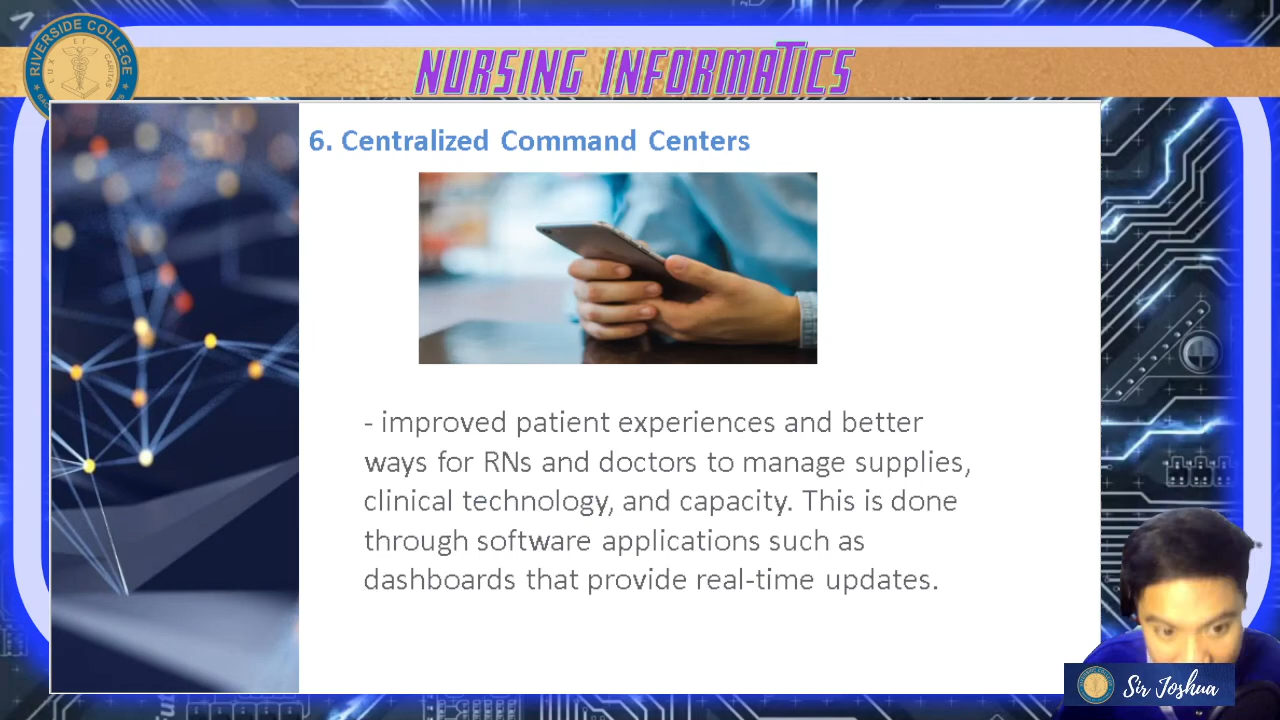 RIVERSIDE COLLEGE
LUX
CARITAS
NURSING INFORMATICS
6. Centralized Command Centers
- improved patient experiences and better
ways for RNs and doctors to manage supplies,
clinical technology, and capacity. This is done
through software applications such as
dashboards that provide real-time updates.
Sir Joshua